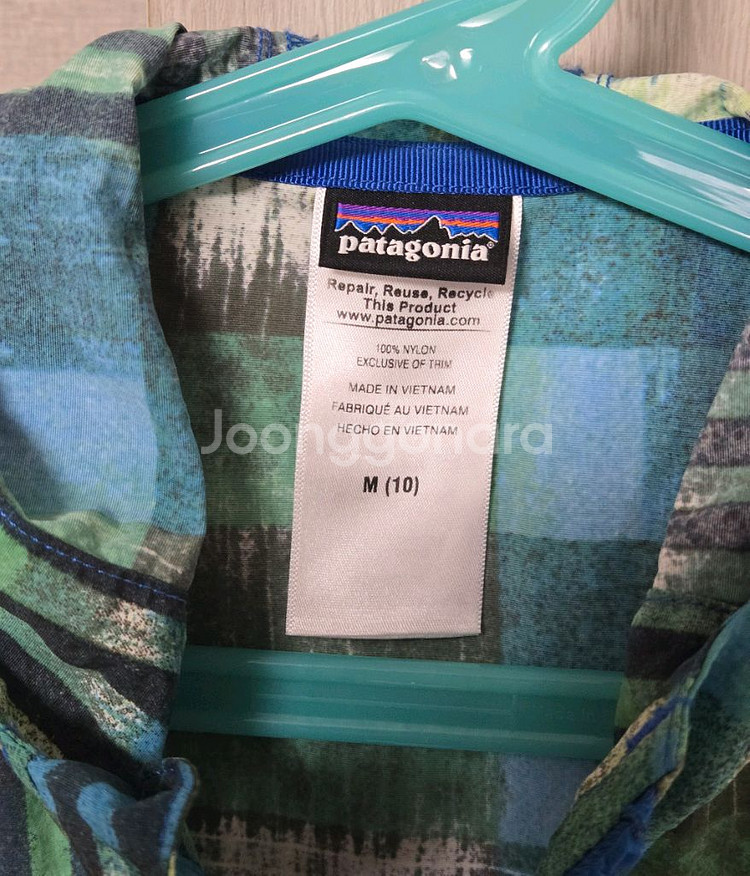 patagonia®
Repair, Reuse, Recycle
This Product
www.patagonia.com
100% NYLON
EXCLUSIVE OF TRIM
MADE IN VIETNAM
FABRIQUÉ AU VIETNAM
HECHO EN VIETNAM
Joonggonara
M (10)